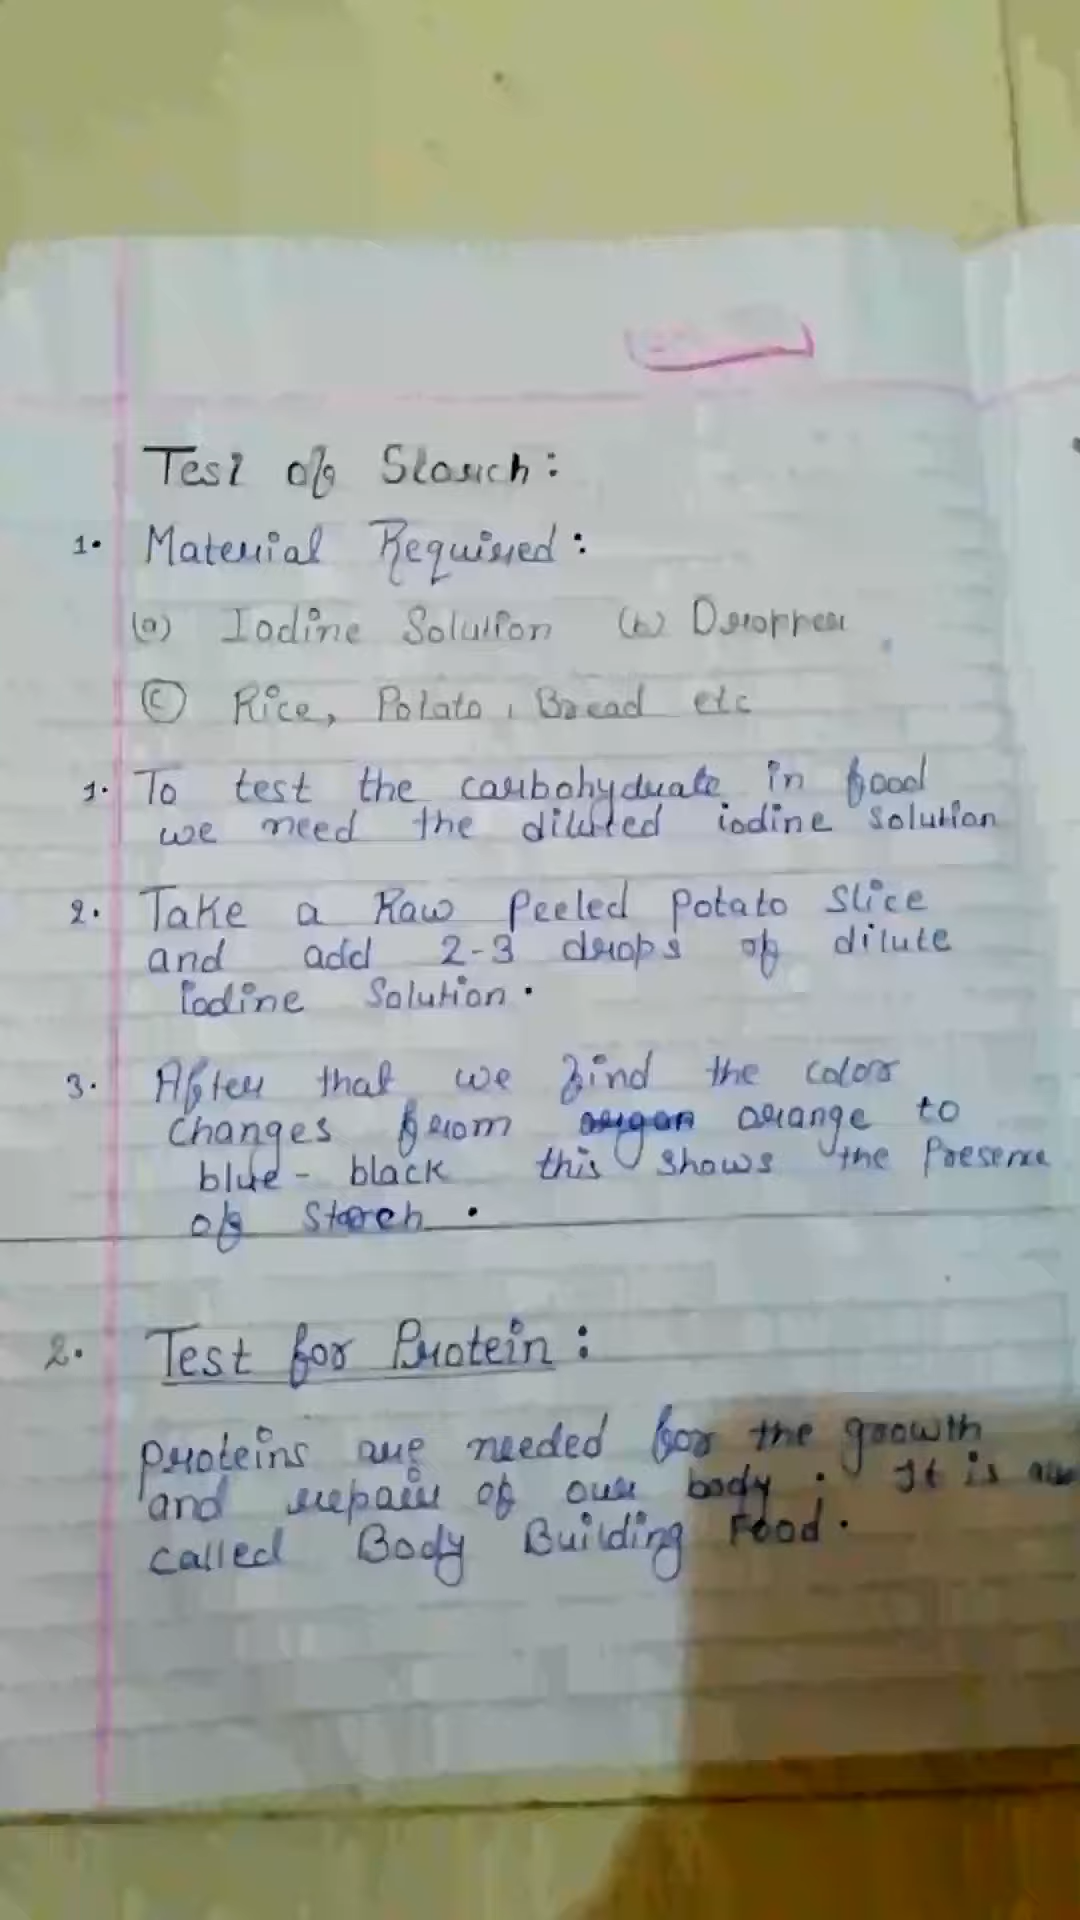 Test of Starch:
1. Material Required:
(a) Iodine Solution (b) Dropper
(c) Rice, Potato, Bread etc
1. To test the carbohydrate in food
we need the diluted iodine solution
2. Take a Raw Peeled Potato Slice
and add 2-3 drops of dilute
iodine Solution.
3. After that we find the color
changes from orange to
blue-black this shows the Presence
of Starch.
2. Test for Protein:
proteins are needed for the growth
and repair of our body. It is also
called Body Building Food.